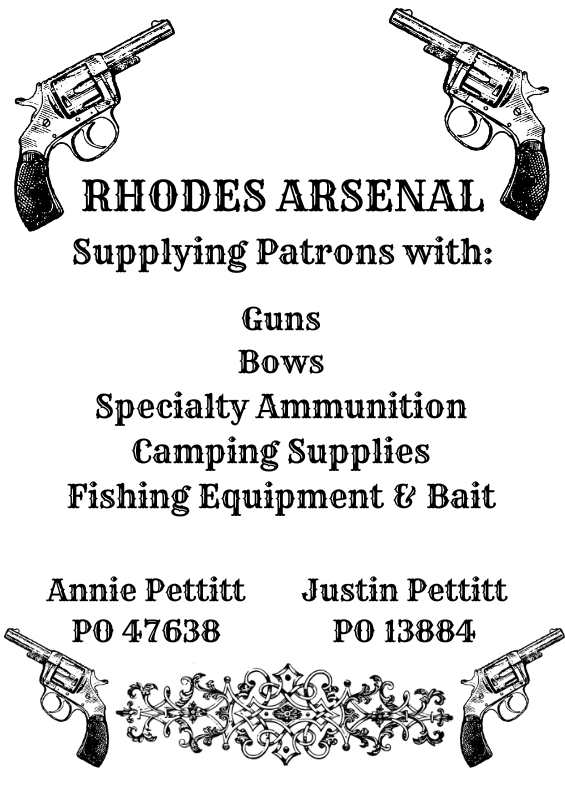 RHODES ARSENAL
Supplying Patrons with:
Guns
Bows
Specialty Ammunition
Camping Supplies
Fishing Equipment & Bait
Annie Pettitt
PO 47638
Justin Pettitt
PO 13884